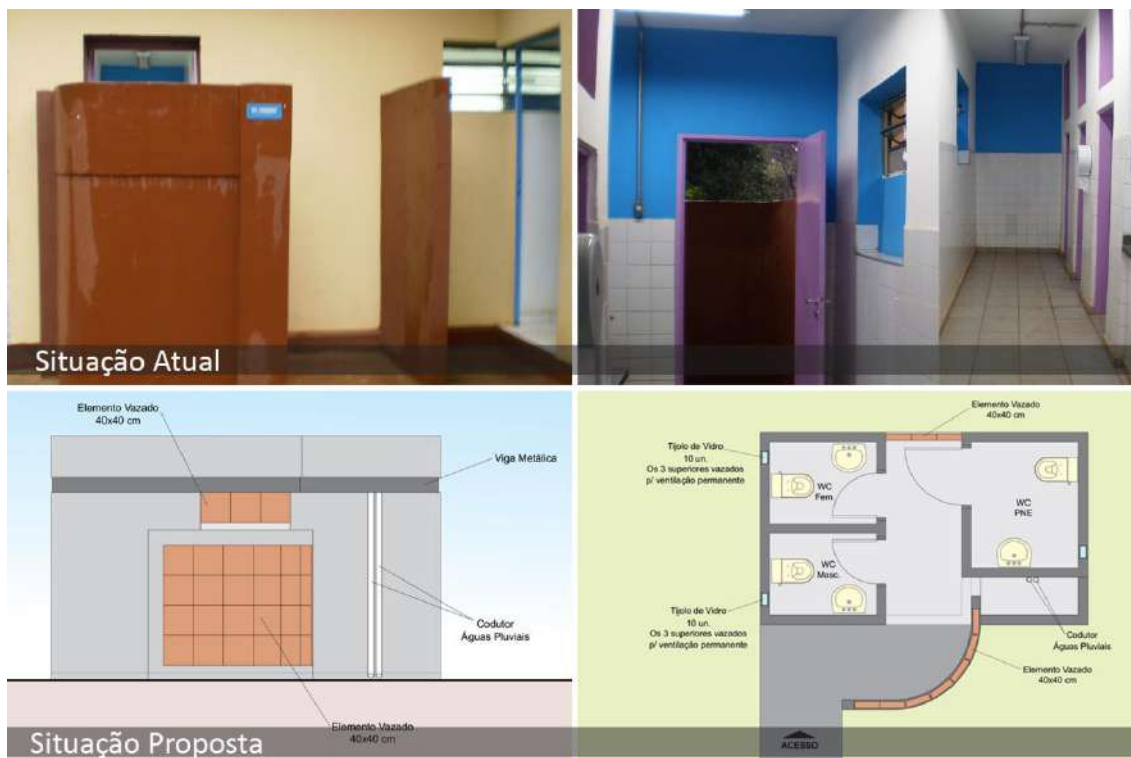 Situação Atual
Elemento Vazado
40x40 cm
Viga Metálica
Codutor
Águas Pluviais
Elemento Vazado
40x40 cm
Situação Proposta
Elemento Vazado
40x40 cm
Tijolo de Vidro
10 un.
Os 3 superiores vazados
p/ ventilação permanente
WC
Fem.
WC
PNE
WC
Masc.
Tijolo de Vidro
10 un.
Os 3 superiores vazados
p/ ventilação permanente
Codutor
Águas Pluviais
Elemento Vazado
40x40 cm
ACESSO